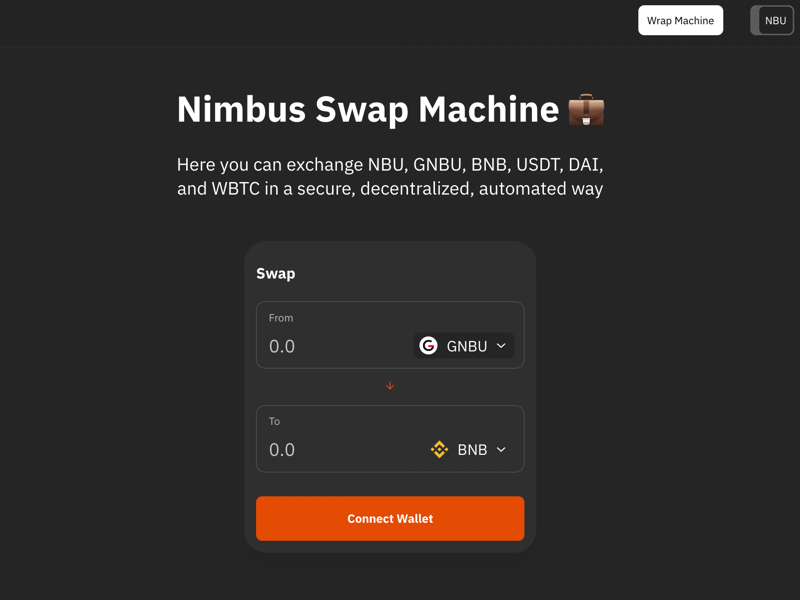 Wrap Machine
NBU
Nimbus Swap Machine
Here you can exchange NBU, GNBU, BNB, USDT, DAI,
and WBTC in a secure, decentralized, automated way
Swap
From
0.0
GNBU
To
0.0
BNB
Connect Wallet